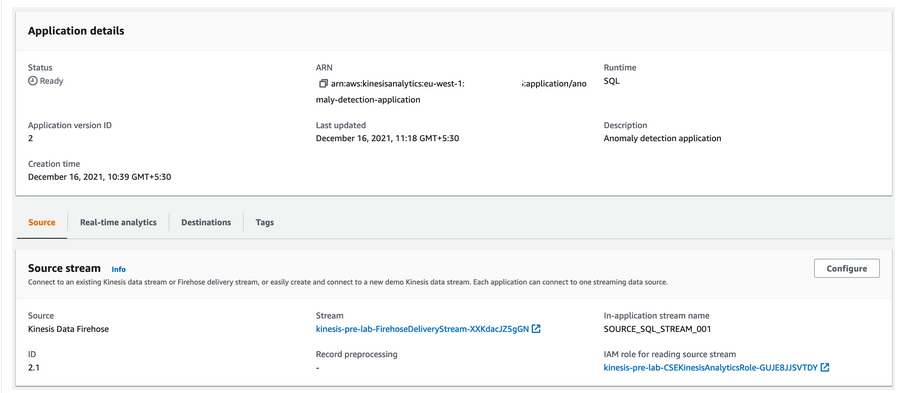 Application details
Status
Ready
ARN
arn:aws:kinesisanalytics:eu-west-1: :application/ano
maly-detection-application
Runtime
SQL
Application version ID
2
Last updated
December 16, 2021, 11:18 GMT+5:30
Description
Anomaly detection application
Creation time
December 16, 2021, 10:39 GMT+5:30
Source
Real-time analytics
Destinations
Tags
Source stream Info
Configure
Connect to an existing Kinesis data stream or Firehose delivery stream, or easily create and connect to a new demo Kinesis data stream. Each application can connect to one streaming data source.
Source
Kinesis Data Firehose
Stream
kinesis-pre-lab-FirehoseDeliveryStream-XXKdacJZ5gGN
In-application stream name
SOURCE_SQL_STREAM_001
ID
2.1
Record preprocessing
-
IAM role for reading source stream
kinesis-pre-lab-CSEKinesisAnalyticsRole-GUJE8JJSVTDY